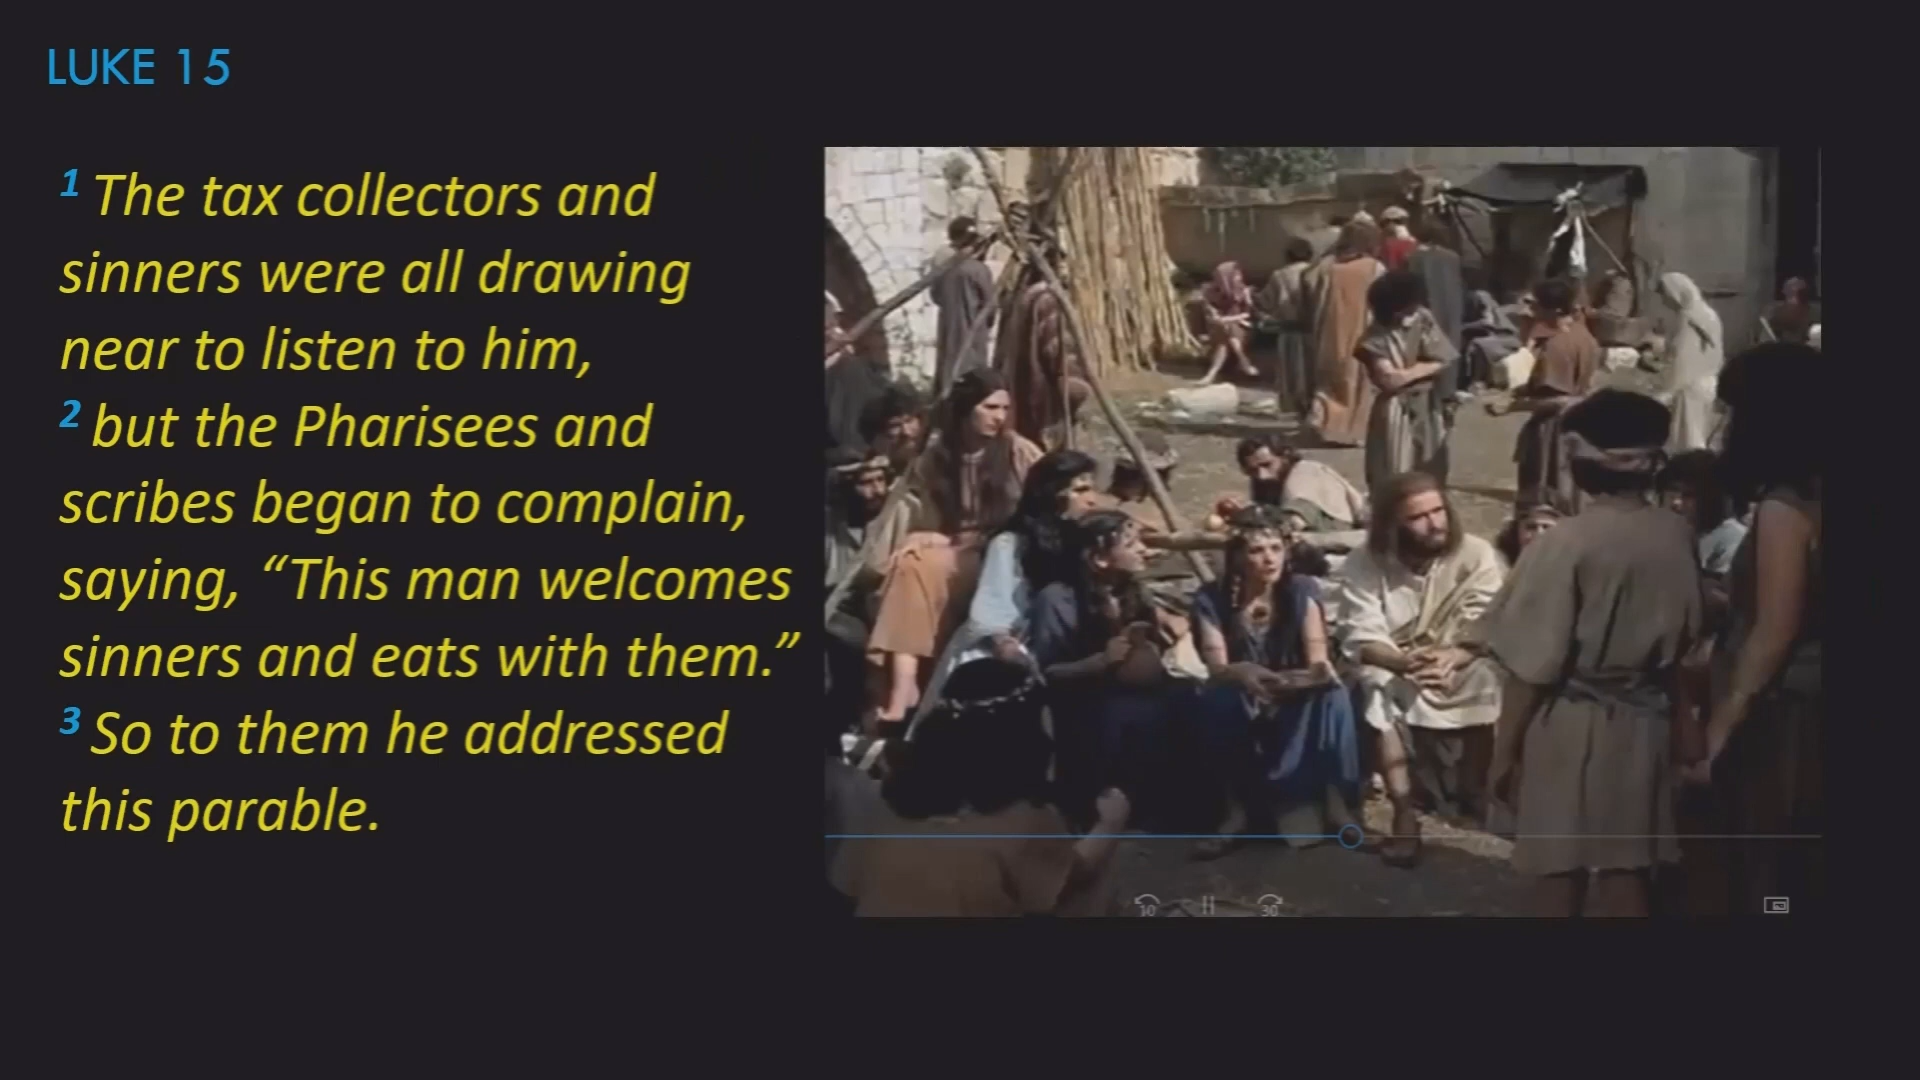 LUKE 15
1 The tax collectors and
sinners were all drawing
near to listen to him,
2 but the Pharisees and
scribes began to complain,
saying, “This man welcomes
sinners and eats with them.”
3 So to them he addressed
this parable.
10
30